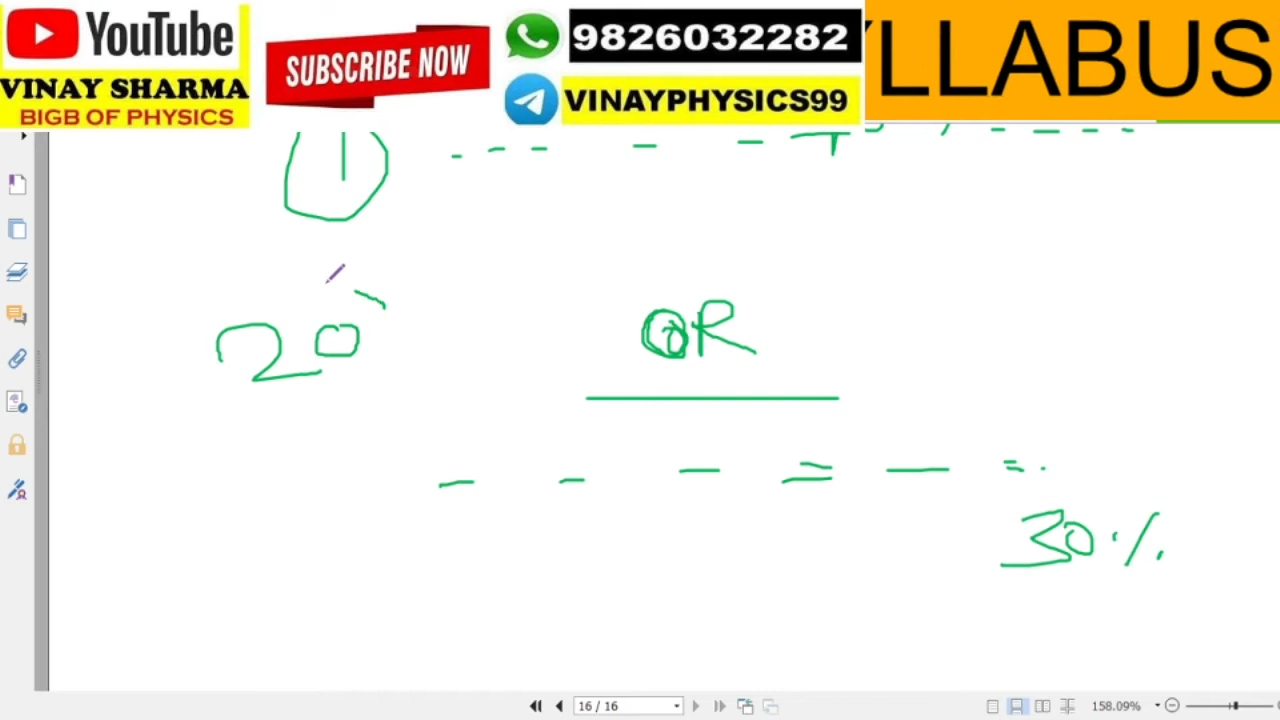 YouTube
VINAY SHARMA
BIGB OF PHYSICS
SUBSCRIBE NOW
9826032282
VINAYPHYSICS99
LLABUS
1
20
OR
30%
16 / 16
158.09%